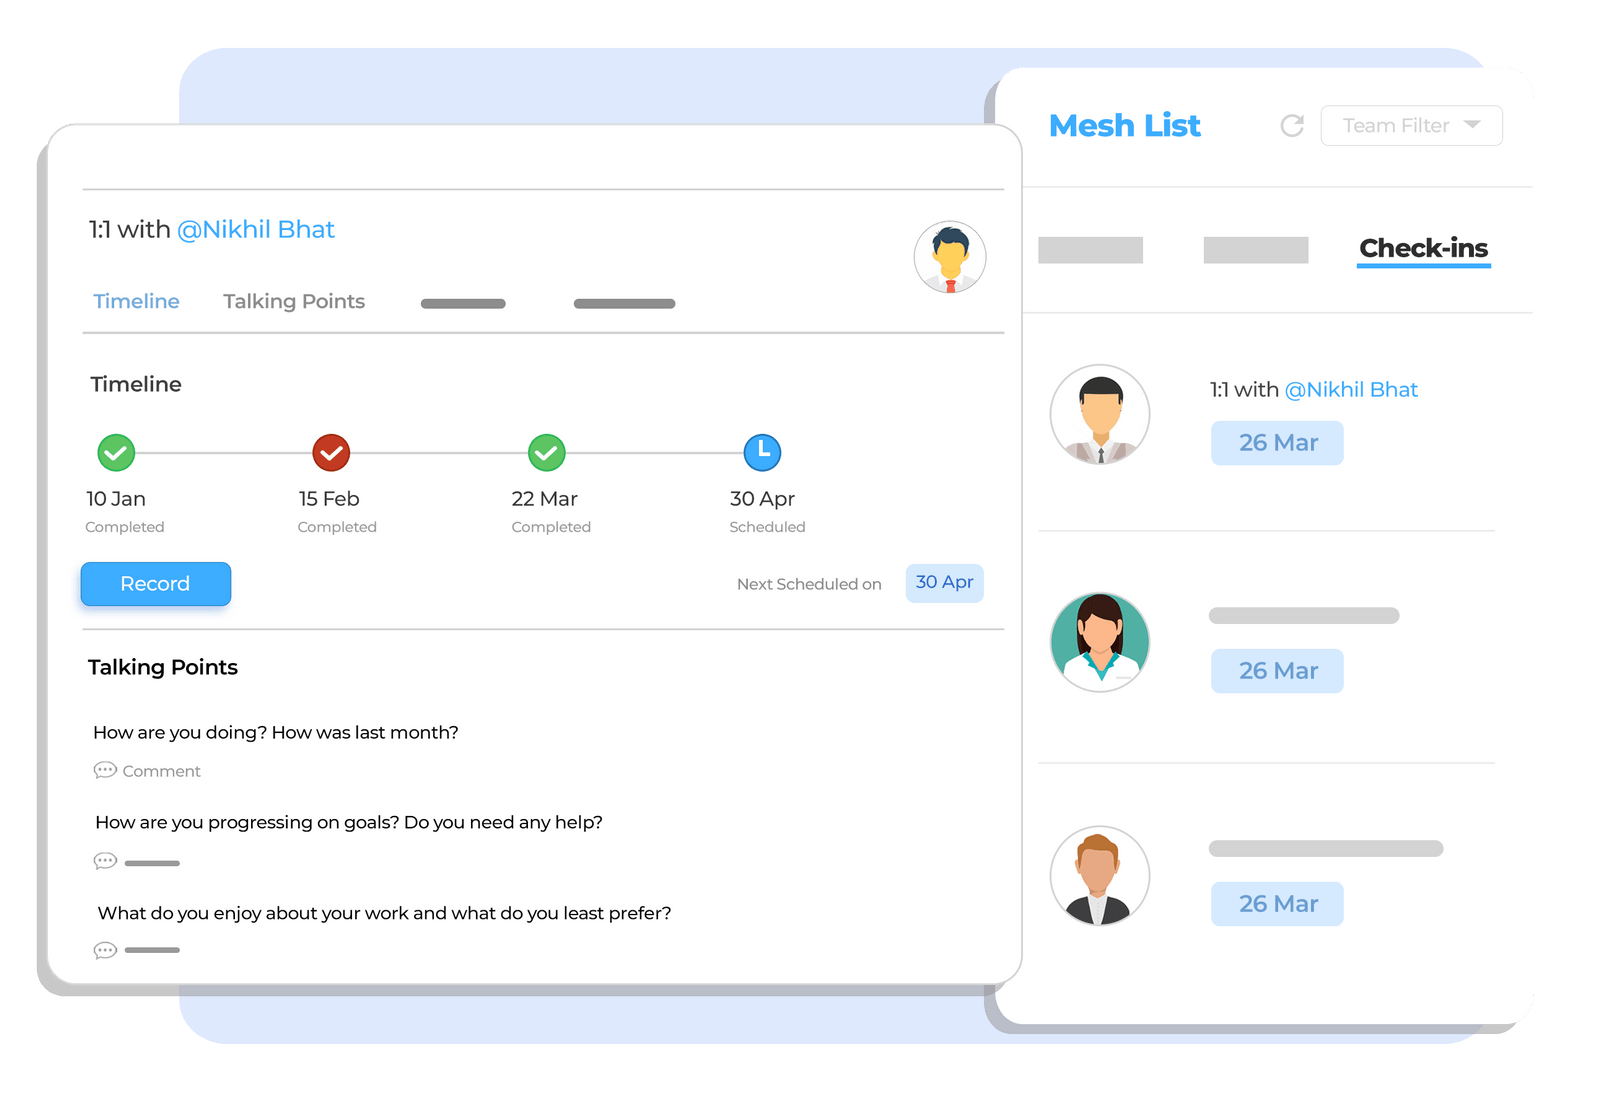 1:1 with @Nikhil Bhat
Timeline Talking Points
Timeline
10 Jan 15 Feb 22 Mar 30 Apr
Completed Completed Completed Scheduled
Record Next Scheduled on 30 Apr
Talking Points
How are you doing? How was last month?
Comment
How are you progressing on goals? Do you need any help?
What do you enjoy about your work and what do you least prefer?
Mesh List Team Filter
Check-ins
1:1 with @Nikhil Bhat
26 Mar
26 Mar
26 Mar